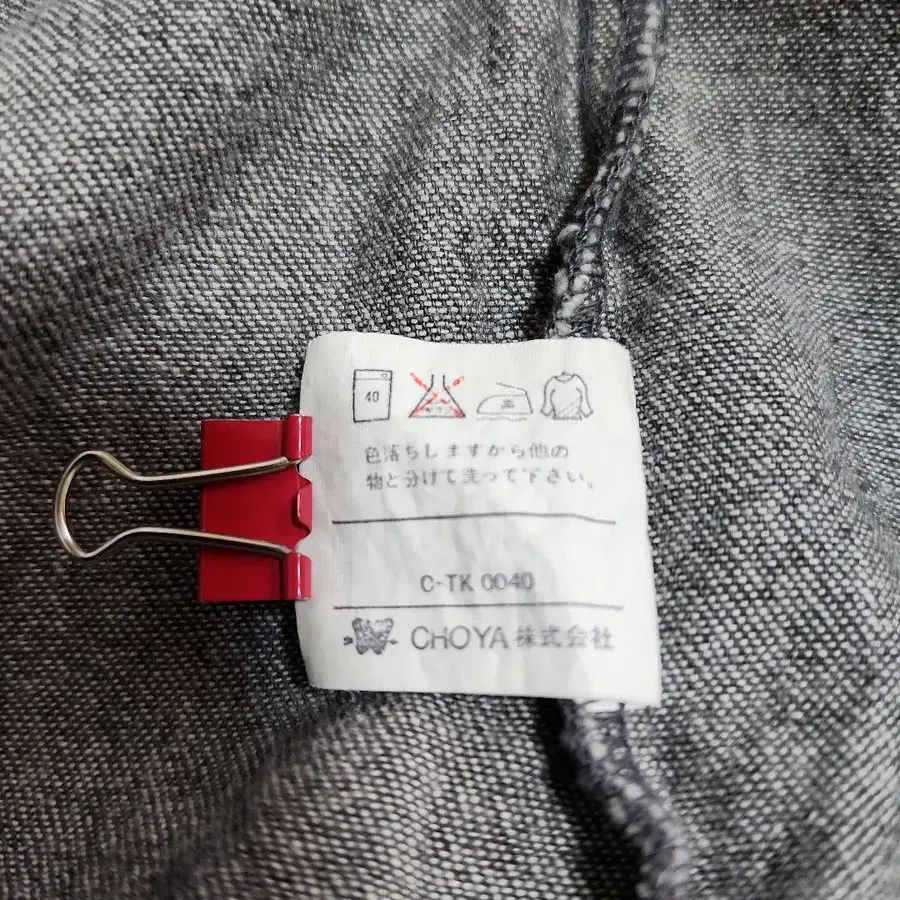 40
高
色落ちしますから他の
物と分けて洗って下さい。
C-TK 0040
CHOYA株式会社